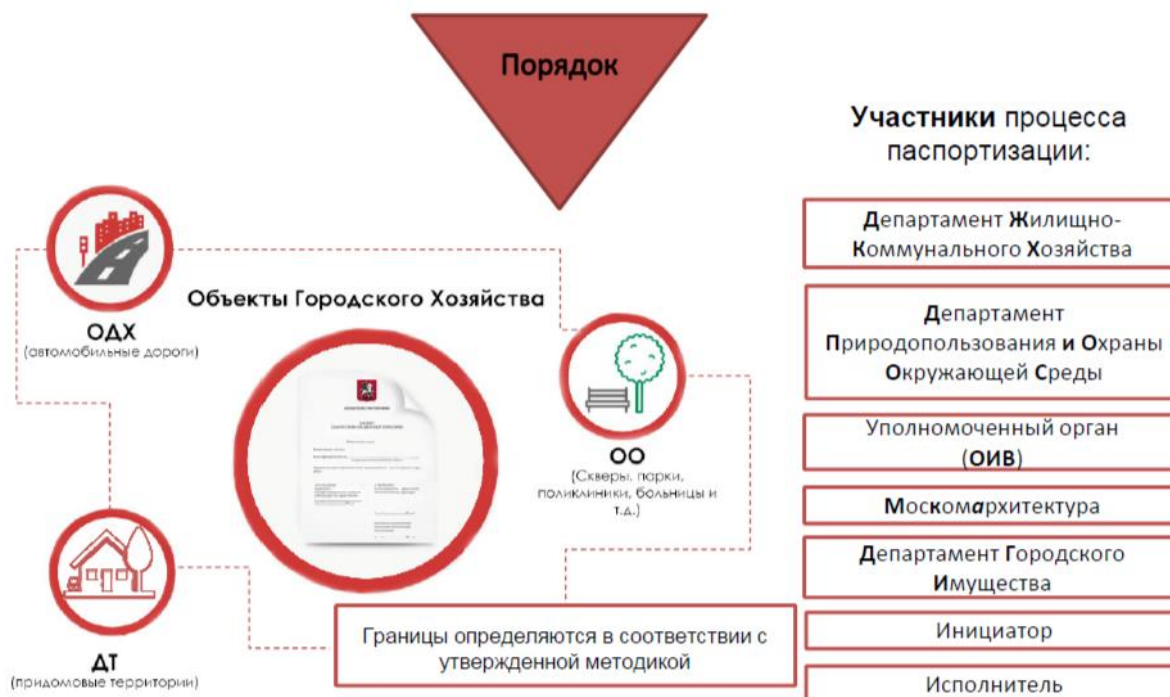 Порядок
Участники процесса
паспортизации:
Департамент Жилищно-
Коммунального Хозяйства
Департамент
Природопользования и Охраны
Окружающей Среды
Уполномоченный орган
(ОИВ)
Москомархитектура
Департамент Городского
Имущества
Инициатор
Исполнитель
Объекты Городского Хозяйства
ОДХ
(автомобильные дороги)
ОО
(Скверы, парки,
поликлиники, больницы и
т.д.)
ДТ
(придомовые территории)
Границы определяются в соответствии с
утвержденной методикой